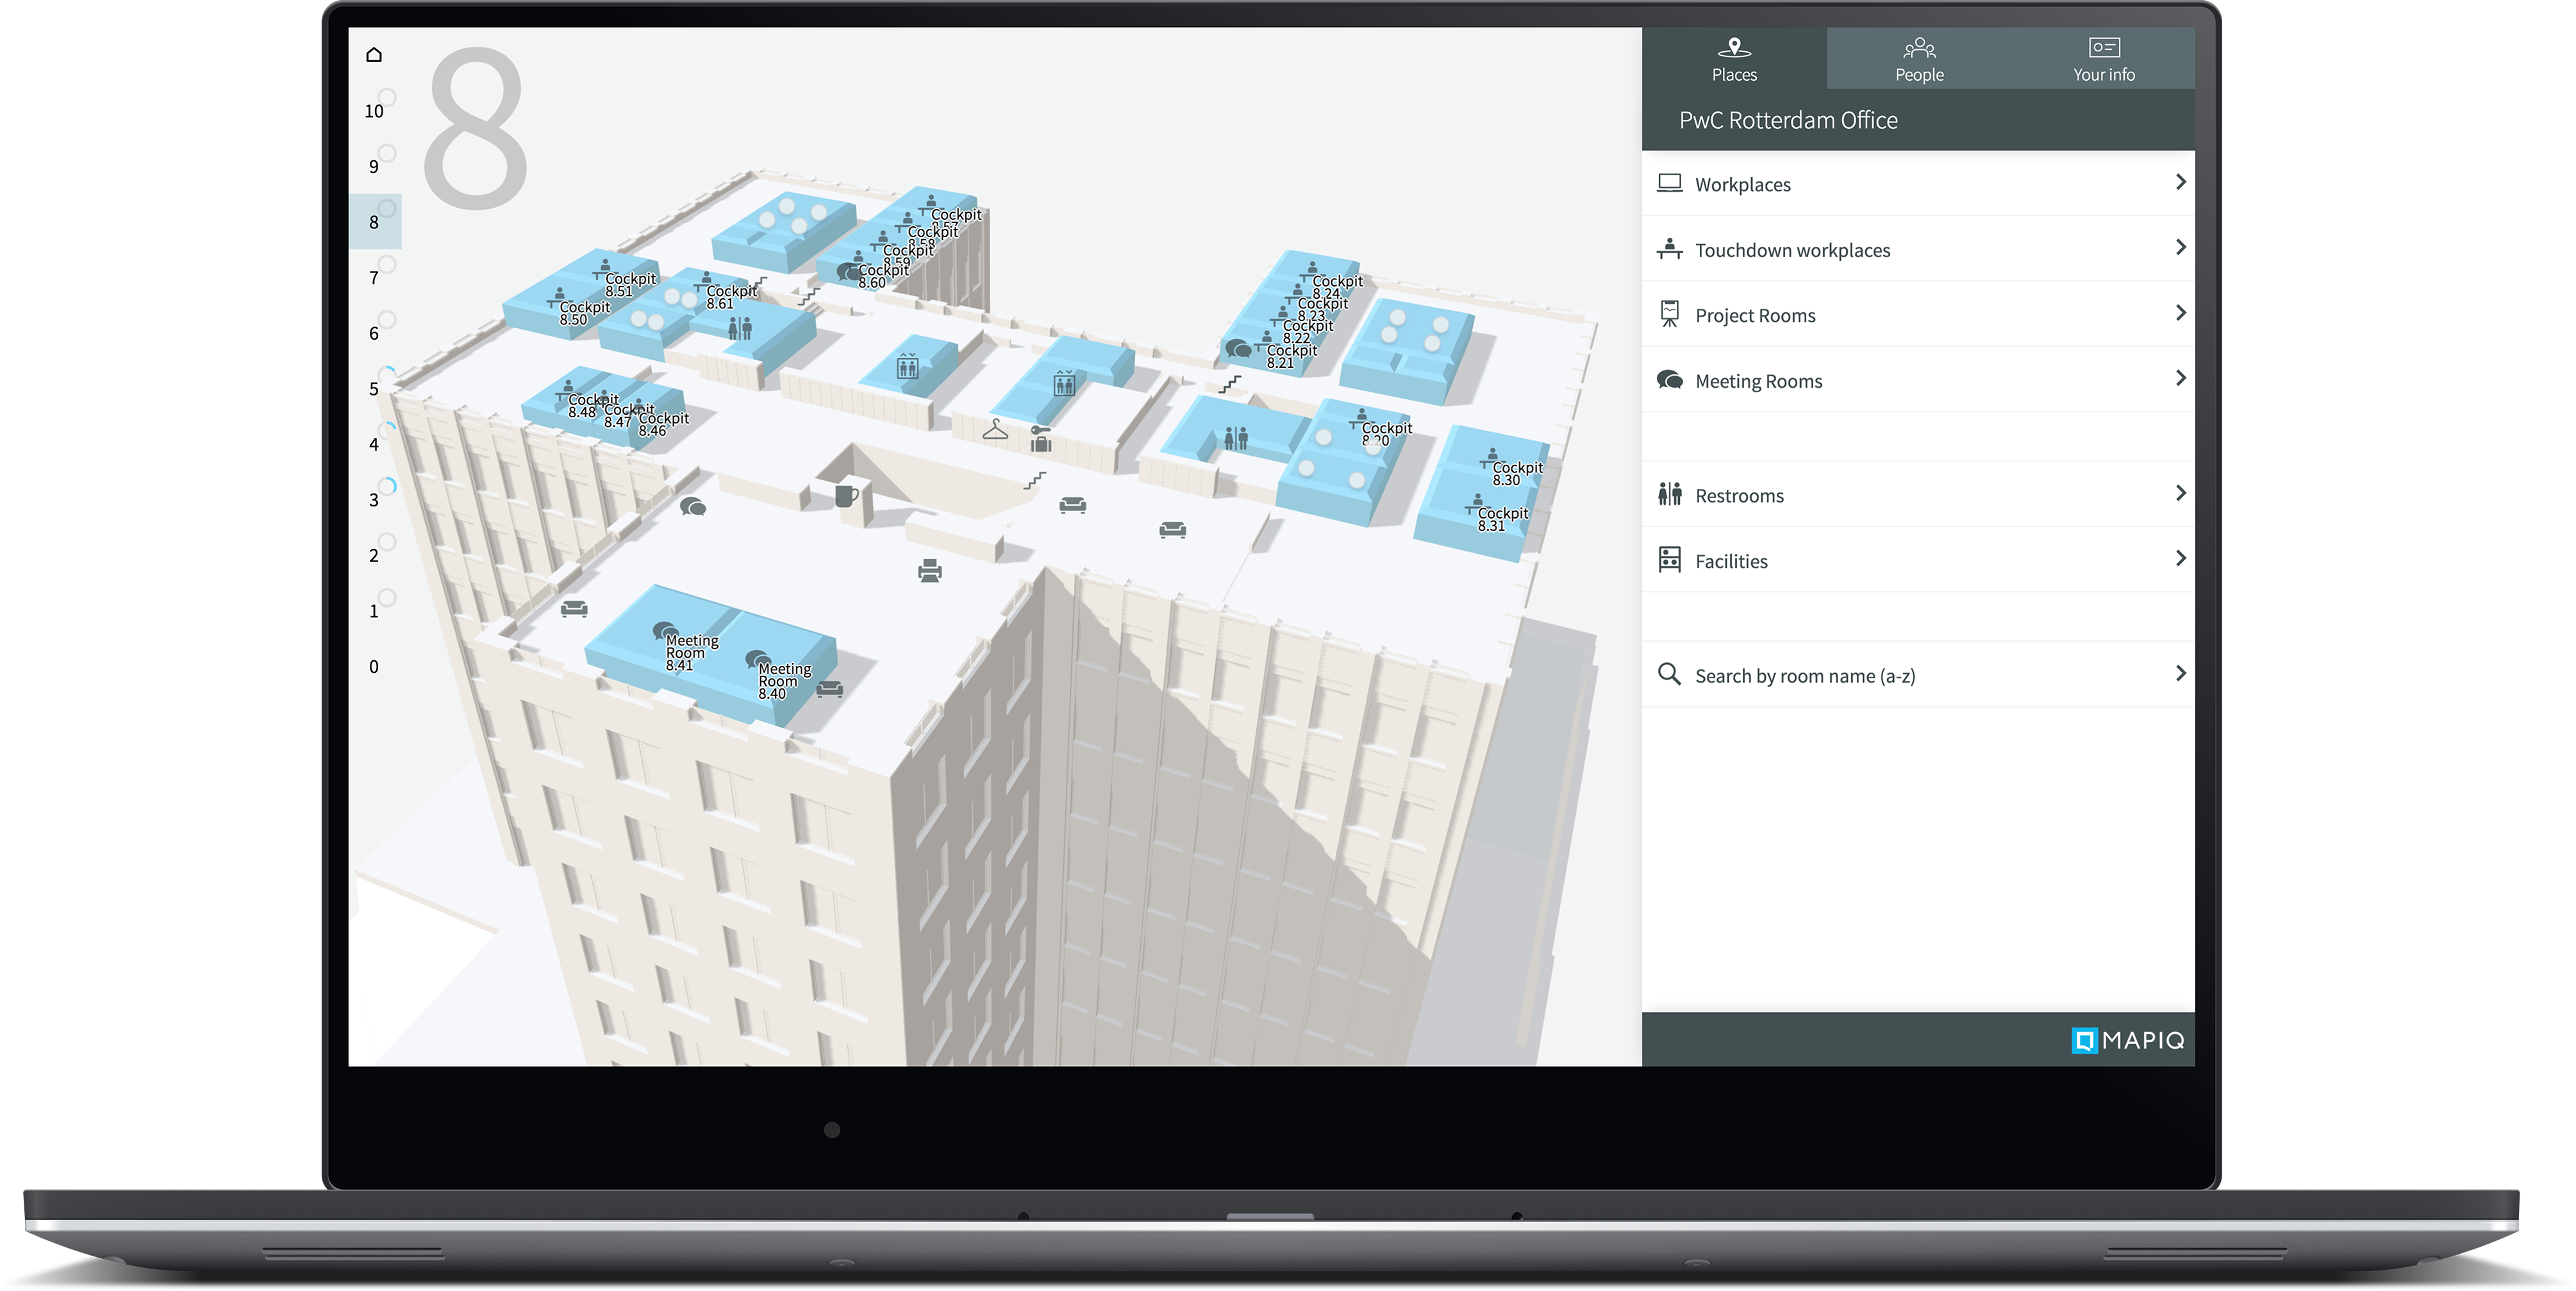 8
10
9
8
7
6
5
4
3
2
1
0
Cockpit
8.57
Cockpit
8.58
Cockpit
8.59
Cockpit
8.60
Cockpit
8.51
Cockpit
8.50
Cockpit
8.61
Cockpit
8.48
Cockpit
8.47
Cockpit
8.46
Cockpit
8.24
Cockpit
8.23
Cockpit
8.22
Cockpit
8.21
Cockpit
8.20
Cockpit
8.30
Cockpit
8.31
Meeting
Room
8.41
Meeting
Room
8.40
Places
People
Your info
PwC Rotterdam Office
Workplaces
Touchdown workplaces
Project Rooms
Meeting Rooms
Restrooms
Facilities
Search by room name (a-z)
MAPIQ